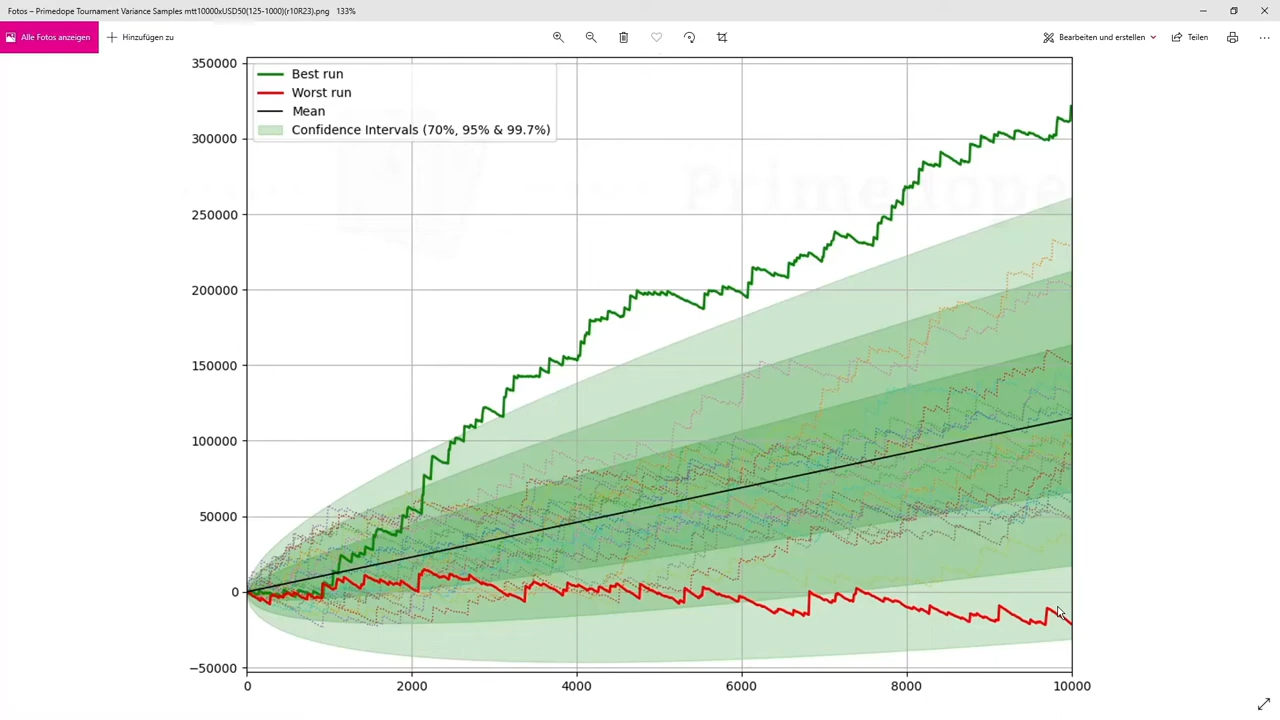 Fotos – Primedope Tournament Variance Samples mtt10000xUSD50(125-1000)(r10R23).png 133%
Alle Fotos anzeigen
Hinzufügen zu
Bearbeiten und erstellen
Teilen
350000
Best run
Worst run
Mean
Confidence Intervals (70%, 95% & 99.7%)
300000
Primedope
250000
200000
150000
100000
50000
0
−50000
0 2000 4000 6000 8000 10000